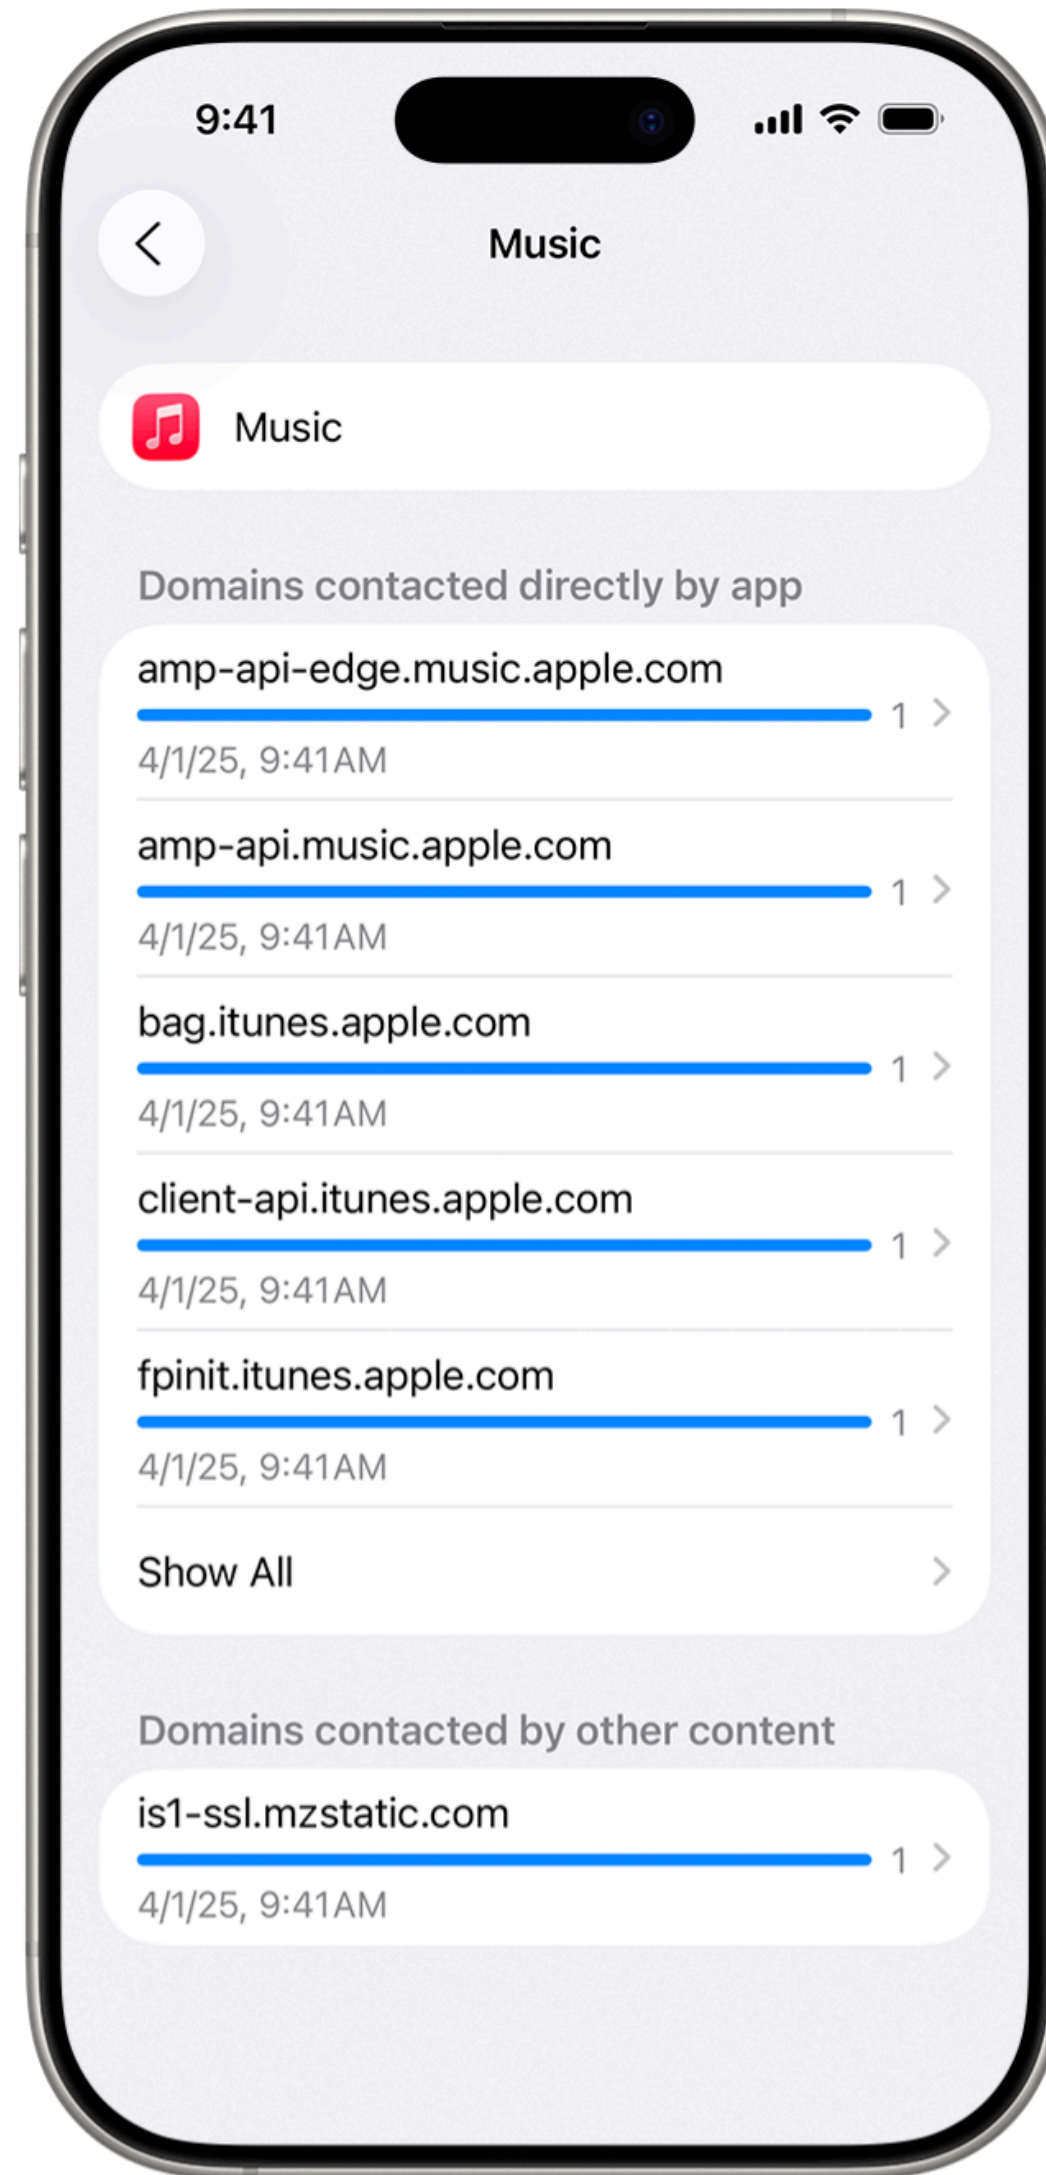 9:41
Music
Music
Domains contacted directly by app
amp-api-edge.music.apple.com
1
4/1/25, 9:41AM
amp-api.music.apple.com
1
4/1/25, 9:41AM
bag.itunes.apple.com
1
4/1/25, 9:41AM
client-api.itunes.apple.com
1
4/1/25, 9:41AM
fpinit.itunes.apple.com
1
4/1/25, 9:41AM
Show All
Domains contacted by other content
is1-ssl.mzstatic.com
1
4/1/25, 9:41AM